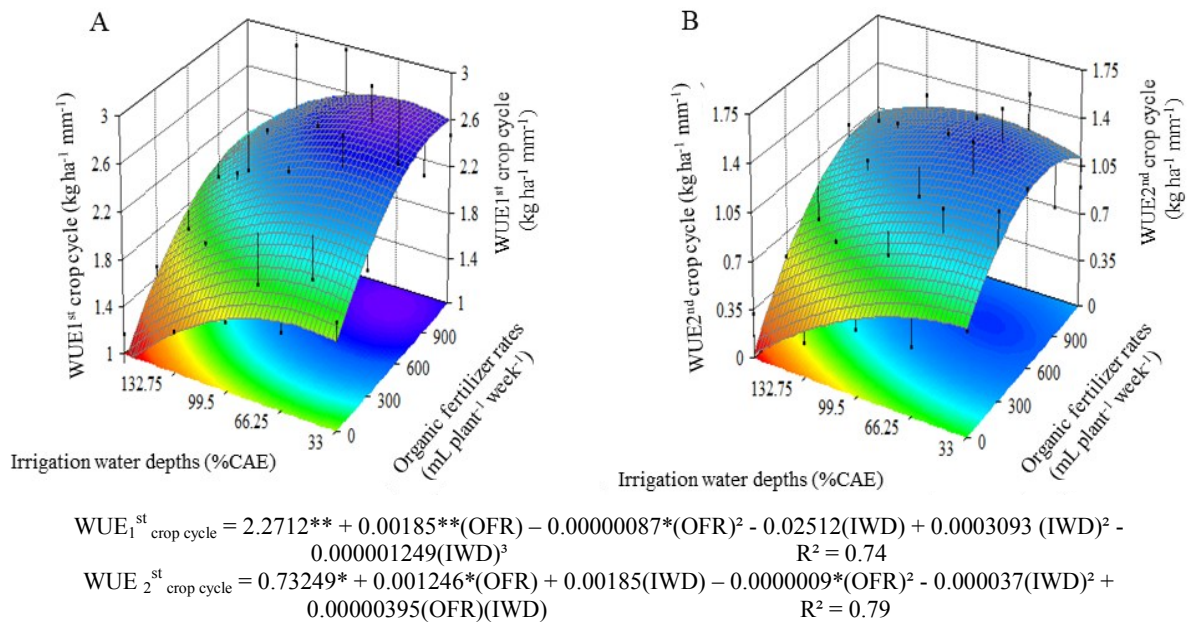 A
B
WUE1ˢᵗ crop cycle (kg ha⁻¹ mm⁻¹)
3
2.6
2.2
1.8
1.4
1
3
2.6
2.2
1.8
1.4
1
WUE1ˢᵗ crop cycle
(kg ha⁻¹ mm⁻¹)
132.75
99.5
66.25
33
0
300
600
900
Irrigation water depths (%CAE)
Organic fertilizer rates
(mL plant⁻¹ week⁻¹)
WUE2ⁿᵈ crop cycle (kg ha⁻¹ mm⁻¹)
1.75
1.4
1.05
0.7
0.35
0
1.75
1.4
1.05
0.7
0.35
0
WUE2ⁿᵈ crop cycle
(kg ha⁻¹ mm⁻¹)
132.75
99.5
66.25
33
0
300
600
900
Irrigation water depths (%CAE)
Organic fertilizer rates
(mL plant⁻¹ week⁻¹)
WUE₁ˢᵗ crop cycle = 2.2712** + 0.00185**(OFR) – 0.00000087*(OFR)² - 0.02512(IWD) + 0.0003093 (IWD)² -
0.000001249(IWD)³ R² = 0.74
WUE ₂ˢᵗ crop cycle = 0.73249* + 0.001246*(OFR) + 0.00185(IWD) – 0.0000009*(OFR)² - 0.000037(IWD)² +
0.00000395(OFR)(IWD) R² = 0.79